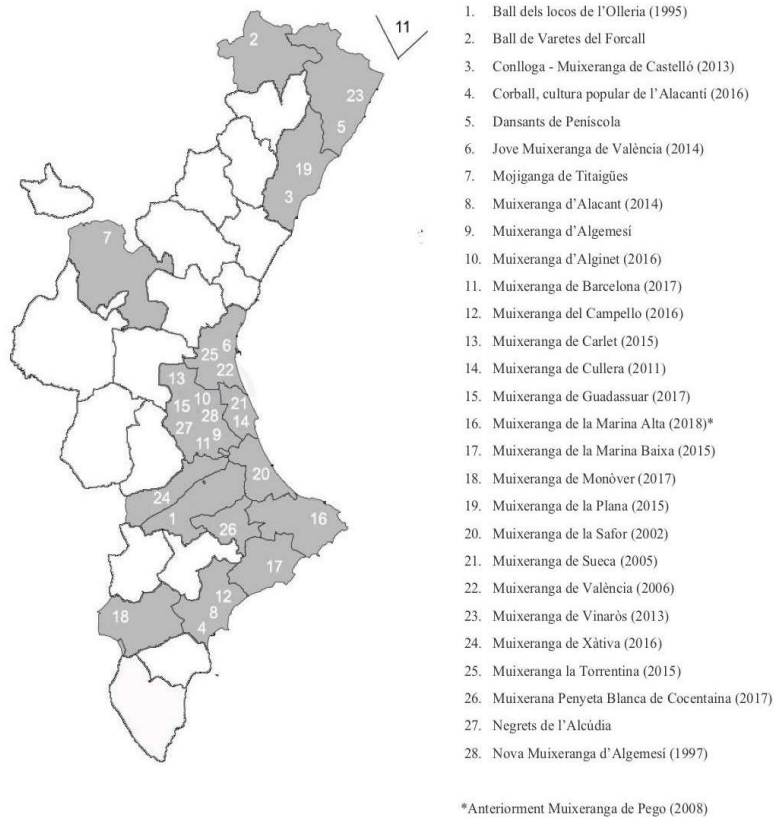 11
2
23
5
19
3
7
6
25
22
13
10
15
28
21
14
27
9
11
20
24
1
26
16
17
12
8
4
18
1. Ball dels locos de l’Olleria (1995)
2. Ball de Varetes del Forcall
3. Conlloga - Muixeranga de Castelló (2013)
4. Corball, cultura popular de l’Alacantí (2016)
5. Dansants de Peníscola
6. Jove Muixeranga de València (2014)
7. Mojiganga de Titaigües
8. Muixeranga d’Alacant (2014)
9. Muixeranga d’Algemesí
10. Muixeranga d’Alginet (2016)
11. Muixeranga de Barcelona (2017)
12. Muixeranga del Campello (2016)
13. Muixeranga de Carlet (2015)
14. Muixeranga de Cullera (2011)
15. Muixeranga de Guadassuar (2017)
16. Muixeranga de la Marina Alta (2018)*
17. Muixeranga de la Marina Baixa (2015)
18. Muixeranga de Monòver (2017)
19. Muixeranga de la Plana (2015)
20. Muixeranga de la Safor (2002)
21. Muixeranga de Sueca (2005)
22. Muixeranga de València (2006)
23. Muixeranga de Vinaròs (2013)
24. Muixeranga de Xàtiva (2016)
25. Muixeranga la Torrentina (2015)
26. Muixerana Penyeta Blanca de Cocentaina (2017)
27. Negrets de l’Alcúdia
28. Nova Muixeranga d’Algemesí (1997)
*Anteriorment Muixeranga de Pego (2008)